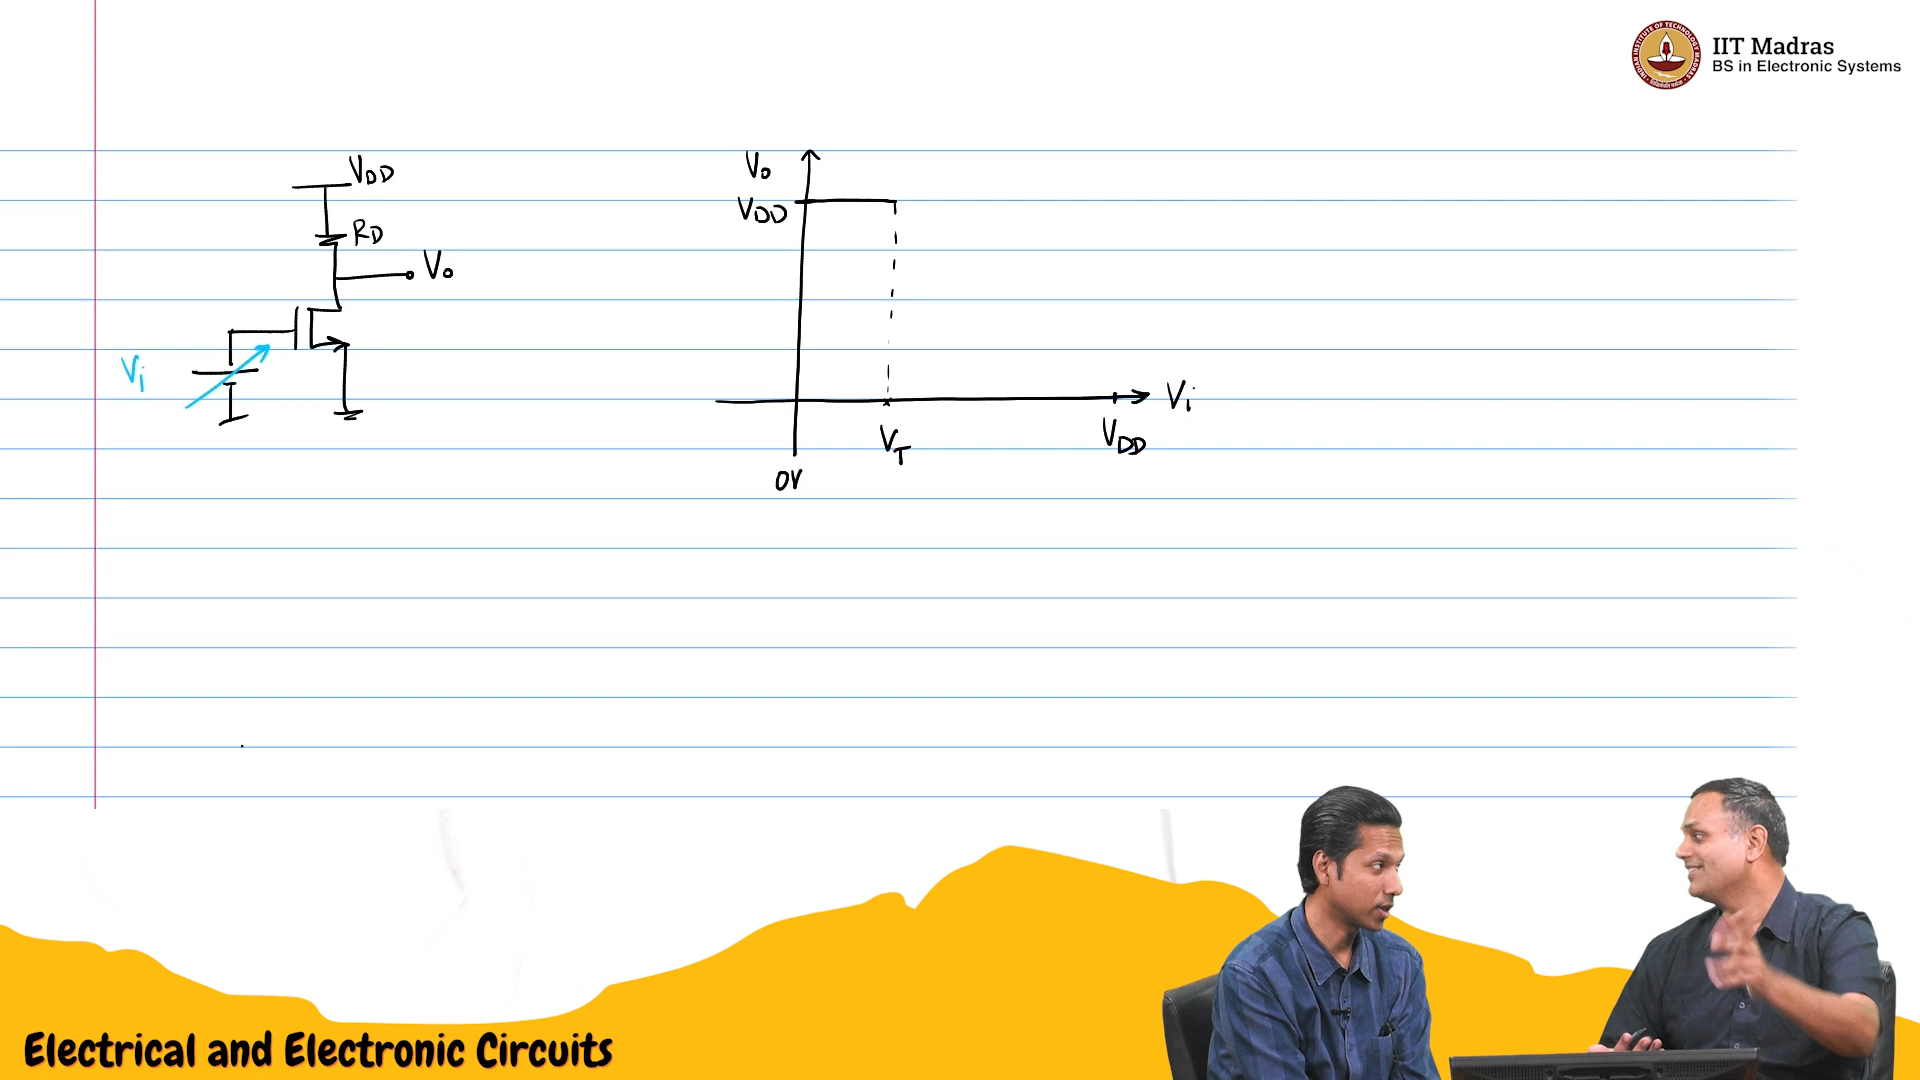 IIT Madras
BS in Electronic Systems
VDD
RD
Vo
Vi
Vo
VDD
Vi
VT
VDD
0V
Electrical and Electronic Circuits